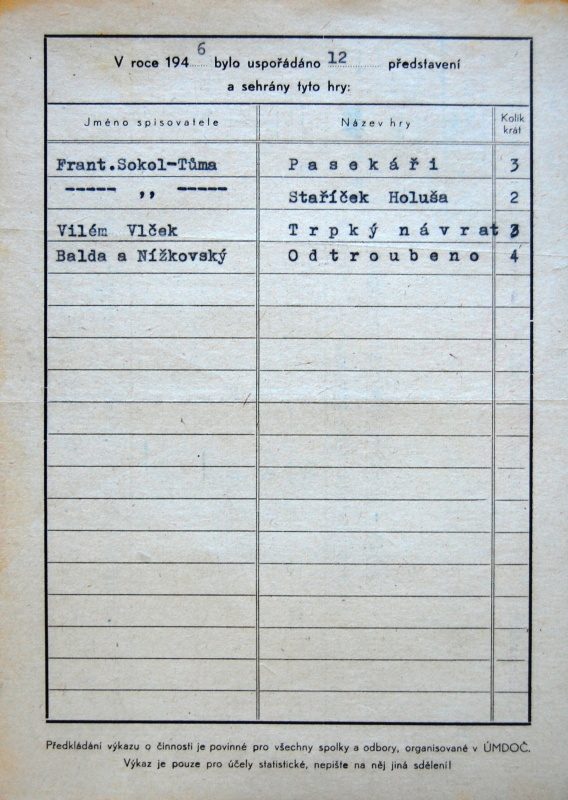 V roce 1946 bylo uspořádáno 12 představení
a sehrány tyto hry:
Jméno spisovatele Název hry Kolik krát
Frant.Sokol-Tůma Pasekáři 3
----- ,, ----- Staříček Holuša 2
Vilém Vlček Trpký návrat 3
Balda a Nížkovský Odtroubeno 4
Předkládání výkazu o činnosti je povinné pro všechny spolky a odbory, organisované v ÚMDOČ.
Výkaz je pouze pro účely statistické, nepište na něj jiná sdělení!